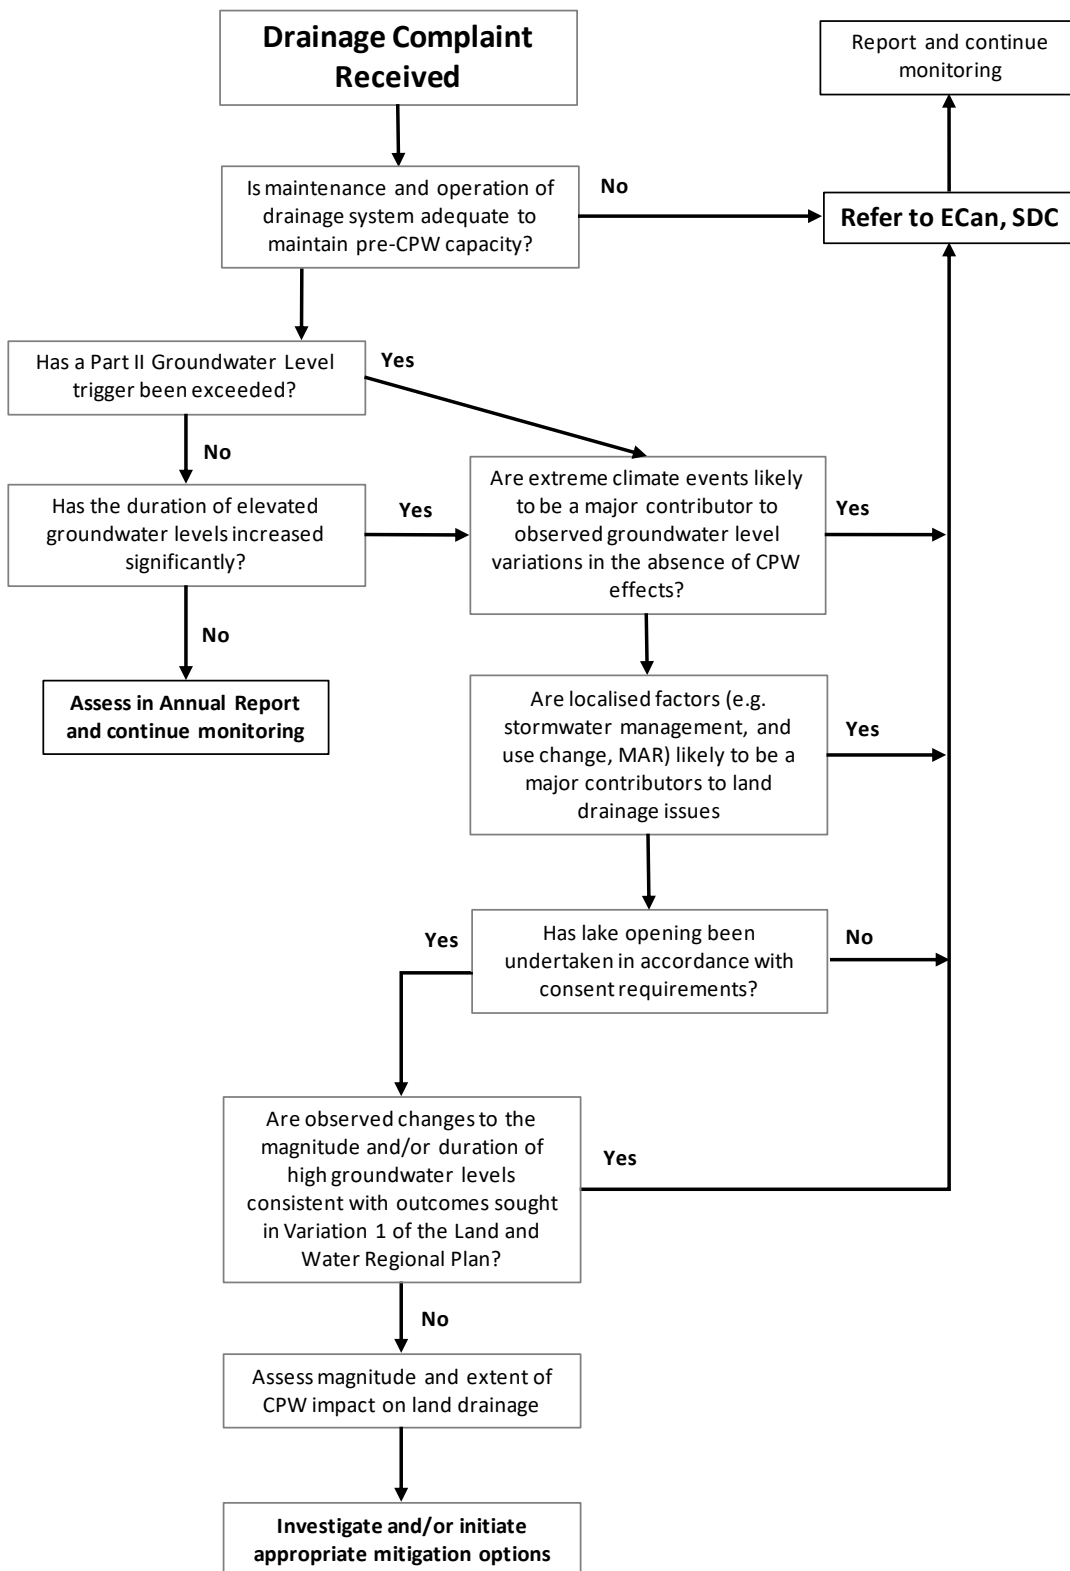 Drainage Complaint
Received
Report and continue
monitoring
Is maintenance and operation of
drainage system adequate to
maintain pre-CPW capacity?
No
Refer to ECan, SDC
Has a Part II Groundwater Level
trigger been exceeded?
Yes
No
Has the duration of elevated
groundwater levels increased
significantly?
Yes
Are extreme climate events likely
to be a major contributor to
observed groundwater level
variations in the absence of CPW
effects?
Yes
No
Assess in Annual Report
and continue monitoring
Are localised factors (e.g.
stormwater management, and
use change, MAR) likely to be a
major contributors to land
drainage issues
Yes
Yes
Has lake opening been
undertaken in accordance with
consent requirements?
No
Are observed changes to the
magnitude and/or duration of
high groundwater levels
consistent with outcomes sought
in Variation 1 of the Land and
Water Regional Plan?
Yes
No
Assess magnitude and extent of
CPW impact on land drainage
Investigate and/or initiate
appropriate mitigation options